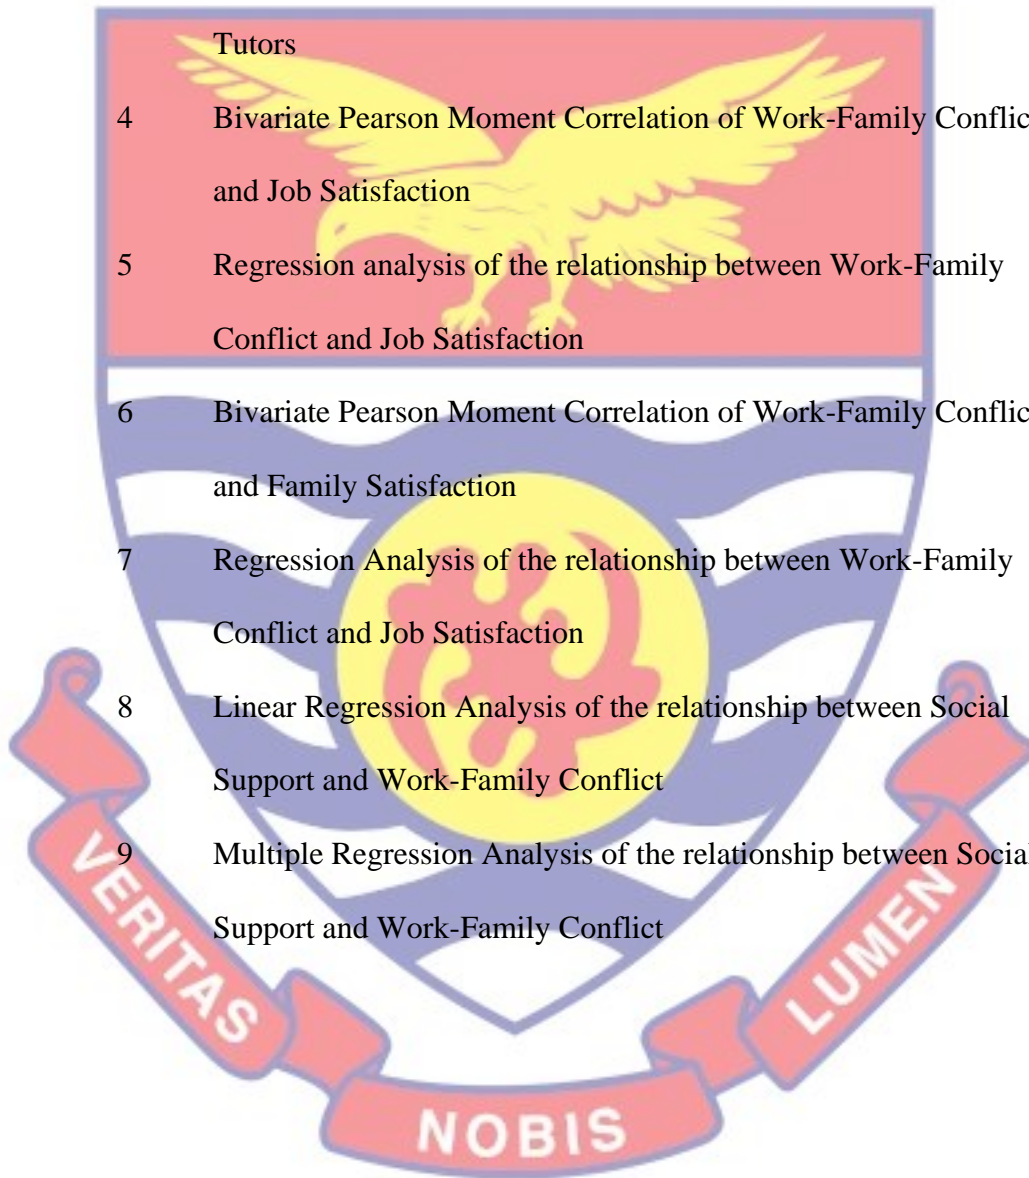 Tutors
4 Bivariate Pearson Moment Correlation of Work-Family Conflic
and Job Satisfaction
5 Regression analysis of the relationship between Work-Family
Conflict and Job Satisfaction
6 Bivariate Pearson Moment Correlation of Work-Family Conflic
and Family Satisfaction
7 Regression Analysis of the relationship between Work-Family
Conflict and Job Satisfaction
8 Linear Regression Analysis of the relationship between Social
Support and Work-Family Conflict
9 Multiple Regression Analysis of the relationship between Social
Support and Work-Family Conflict
VERITAS
NOBIS
LUMEN